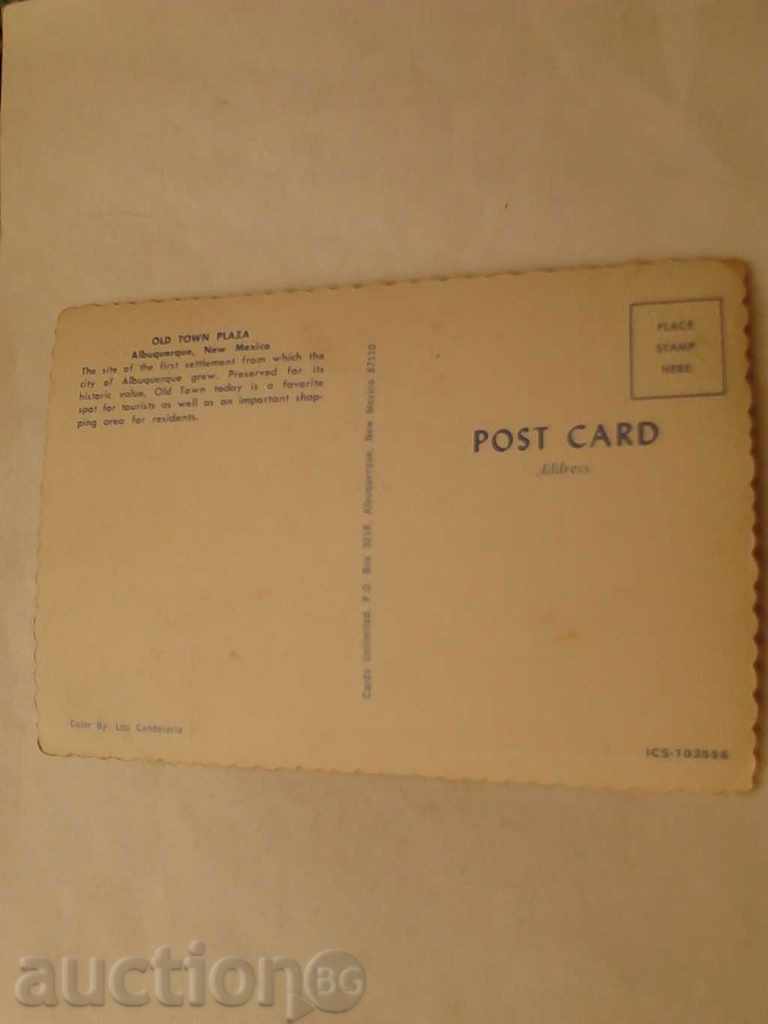 OLD TOWN PLAZA
Albuquerque, New Mexico
The site of the first settlement from which the
city of Albuquerque grew. Preserved for its
historic value, Old Town today is a favorite
spot for tourists as well as an important shop-
ping area for residents.
Color By: Lou Candelaria
Cards Unlimited, P.O. Box 3218, Albuquerque, New Mexico 87110
PLACE
STAMP
HERE
POST CARD
Address
ICS-103556
auction BG